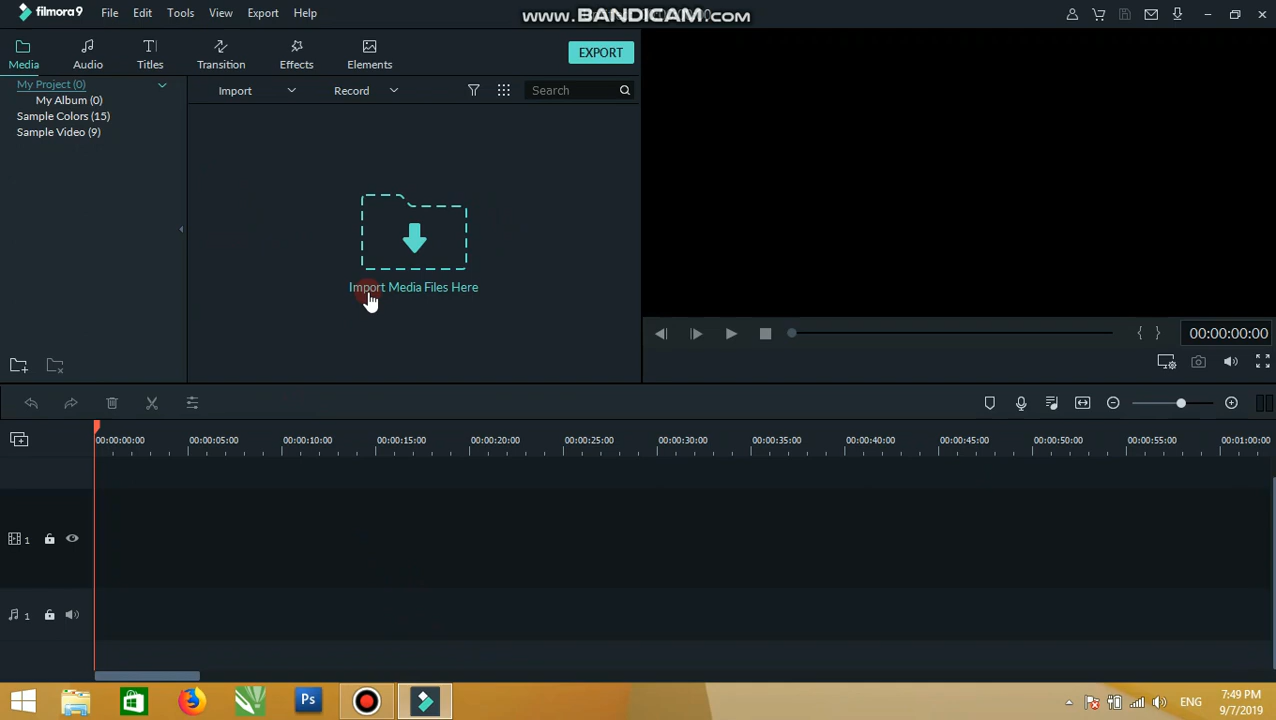 filmora9 File Edit Tools View Export Help
www.BANDICAM.com
Media Audio Titles Transition Effects Elements EXPORT
My Project (0)
My Album (0)
Sample Colors (15)
Sample Video (9)
Import Record Search
Import Media Files Here
00:00:00:00
00:00:00:00 00:00:05:00 00:00:10:00 00:00:15:00 00:00:20:00 00:00:25:00 00:00:30:00 00:00:35:00 00:00:40:00 00:00:45:00 00:00:50:00 00:00:55:00 00:01:00:00
1
1
Ps
ENG
7:49 PM
9/7/2019